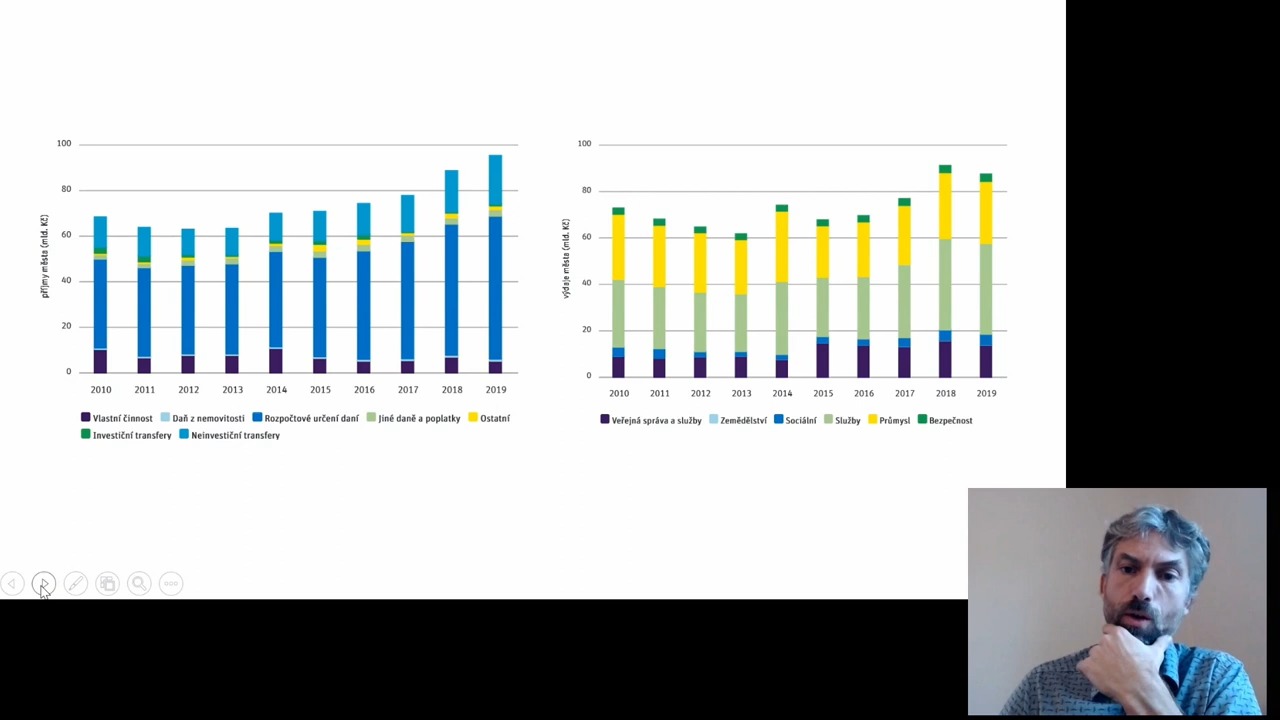 příjmy města (mld. Kč)
100
80
60
40
20
0
2010 2011 2012 2013 2014 2015 2016 2017 2018 2019
Vlastní činnost Daň z nemovitosti Rozpočtové určení daní Jiné daně a poplatky Ostatní
Investiční transfery Neinvestiční transfery
výdaje města (mld. Kč)
100
80
60
40
20
0
2010 2011 2012 2013 2014 2015 2016 2017 2018 2019
Veřejná správa a služby Zemědělství Sociální Služby Průmysl Bezpečnost